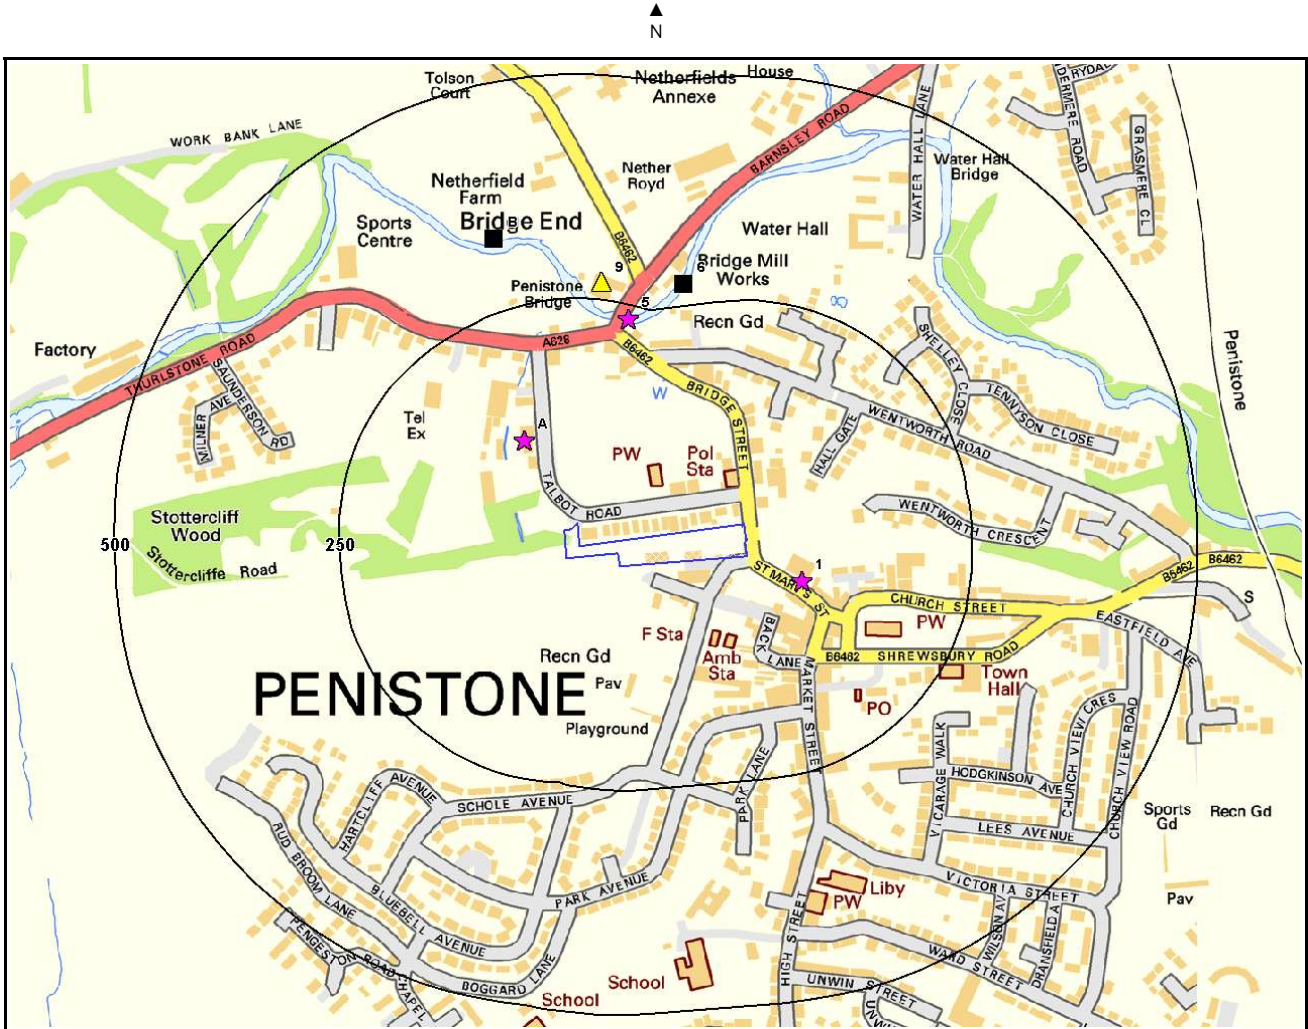 N
Tolson
Court
Netherfields
Annexe
House
WORK BANK LANE
BARNSLEY ROAD
WATER HALL LANE
RYDAL
DERMERE ROAD
GRASMERE CL
Nether
Royd
Water Hall
Bridge
Netherfield
Farm
Bridge End
8
Sports
Centre
B6462
Water Hall
9
6
Bridge Mill
Works
Penistone
Bridge
5
Recn Gd
Factory
THURLSTONE ROAD
A628
B6462
BRIDGE STREET
SHELLEY CLOSE
TENNYSON CLOSE
Penistone
SAUNDERSON RD
MILNER AVE
W
Tel
Ex
A
WENTWORTH ROAD
HALL GATE
PW
Pol
Sta
TALBOT ROAD
WENTWORTH CRESCENT
Stottercliff
Wood
Stottercliffe Road
500
250
ST MARY'S ST
1
B6462
B6462
S
CHURCH STREET
EASTFIELD AVE
PW
F Sta
BACK LANE
B6462
SHREWSBURY ROAD
Amb
Sta
Recn Gd
Town
Hall
PENISTONE
Pav
PO
MARKET STREET
Playground
VICARAGE WALK
CHURCH VIEW CRES
CHURCH VIEW ROAD
PARK LANE
HODGKINSON AVE
HARTCLIFF AVENUE
SCHOLE AVENUE
Sports
Gd
Recn Gd
LEES AVENUE
RUD BROOM LANE
BLUEBELL AVENUE
PARK AVENUE
VICTORIA STREET
Liby
PW
Pav
WILSON AV
DRANSFIELD A
PENGESTON ROAD
HIGH STREET
WARD STREET
CHAPEL
BOGGARD LANE
School
School
UNWIN STREET
UNWI